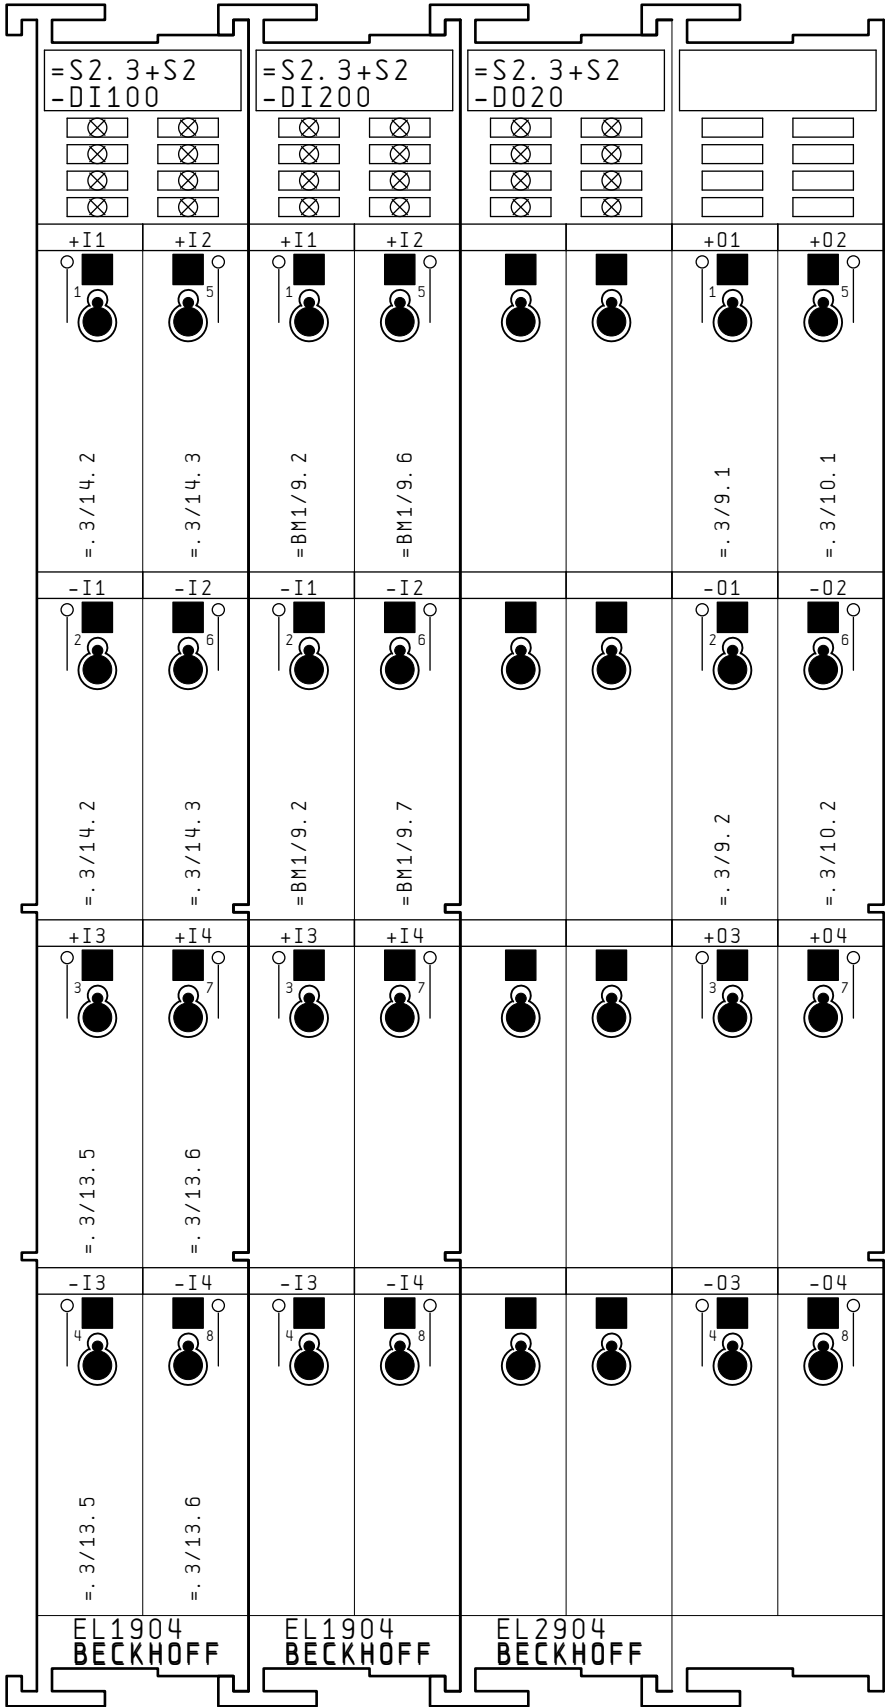 =S2.3+S2
-DI100
=S2.3+S2
-DI200
=S2.3+S2
-DO20
+I1 +I2 +I1 +I2 +O1 +O2
1 5 1 5 1 5
=.3/14.2 =.3/14.3 =BM1/9.2 =BM1/9.6 =.3/9.1 =.3/10.1
-I1 -I2 -I1 -I2 -O1 -O2
2 6 2 6 2 6
=.3/14.2 =.3/14.3 =BM1/9.2 =BM1/9.7 =.3/9.2 =.3/10.2
+I3 +I4 +I3 +I4 +O3 +O4
3 7 3 7 3 7
=.3/13.5 =.3/13.6
-I3 -I4 -I3 -I4 -O3 -O4
4 8 4 8 4 8
=.3/13.5 =.3/13.6
EL1904 EL1904 EL2904
BECKHOFF BECKHOFF BECKHOFF